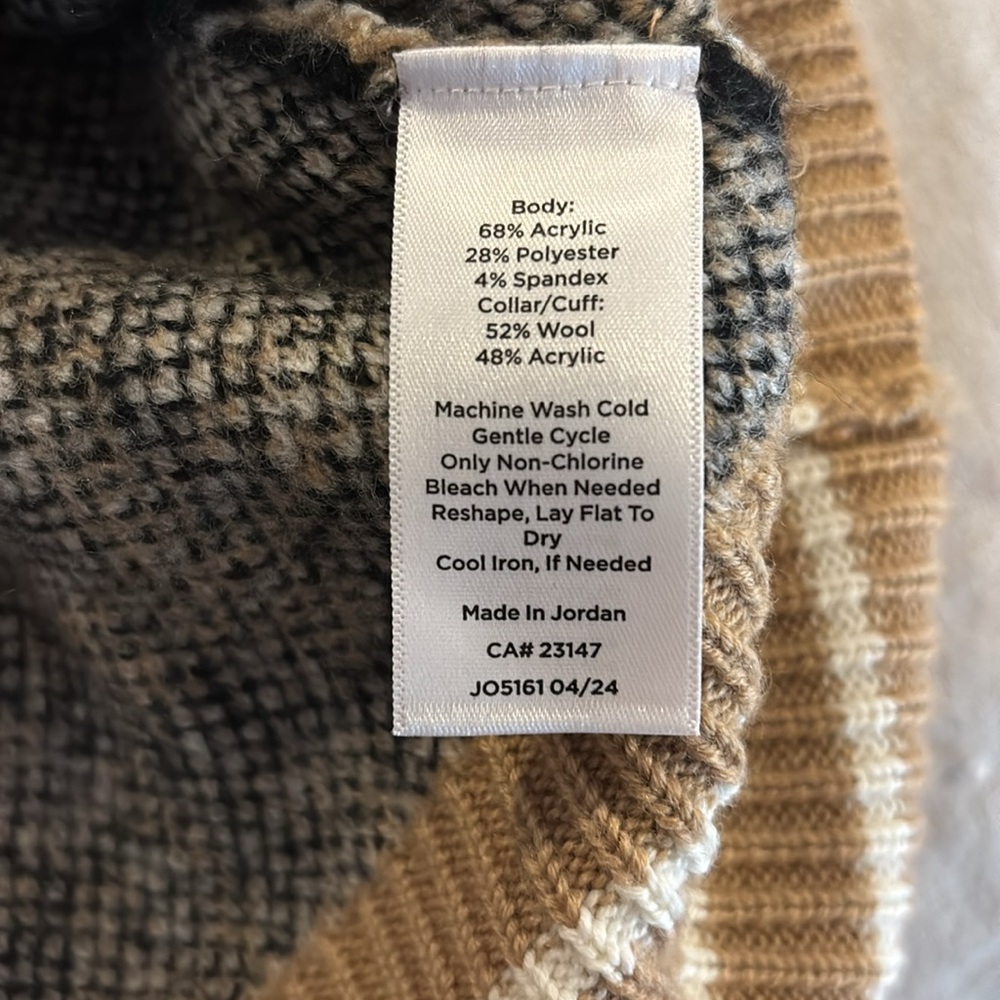 Body:
68% Acrylic
28% Polyester
4% Spandex
Collar/Cuff:
52% Wool
48% Acrylic
Machine Wash Cold
Gentle Cycle
Only Non-Chlorine
Bleach When Needed
Reshape, Lay Flat To
Dry
Cool Iron, If Needed
Made In Jordan
CA# 23147
JO5161 04/24